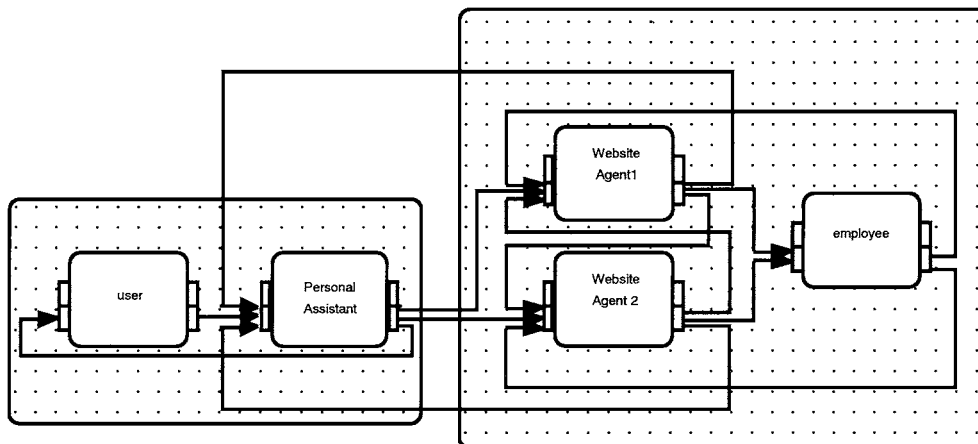 Website
Agent1
employee
user
Personal
Assistant
Website
Agent 2